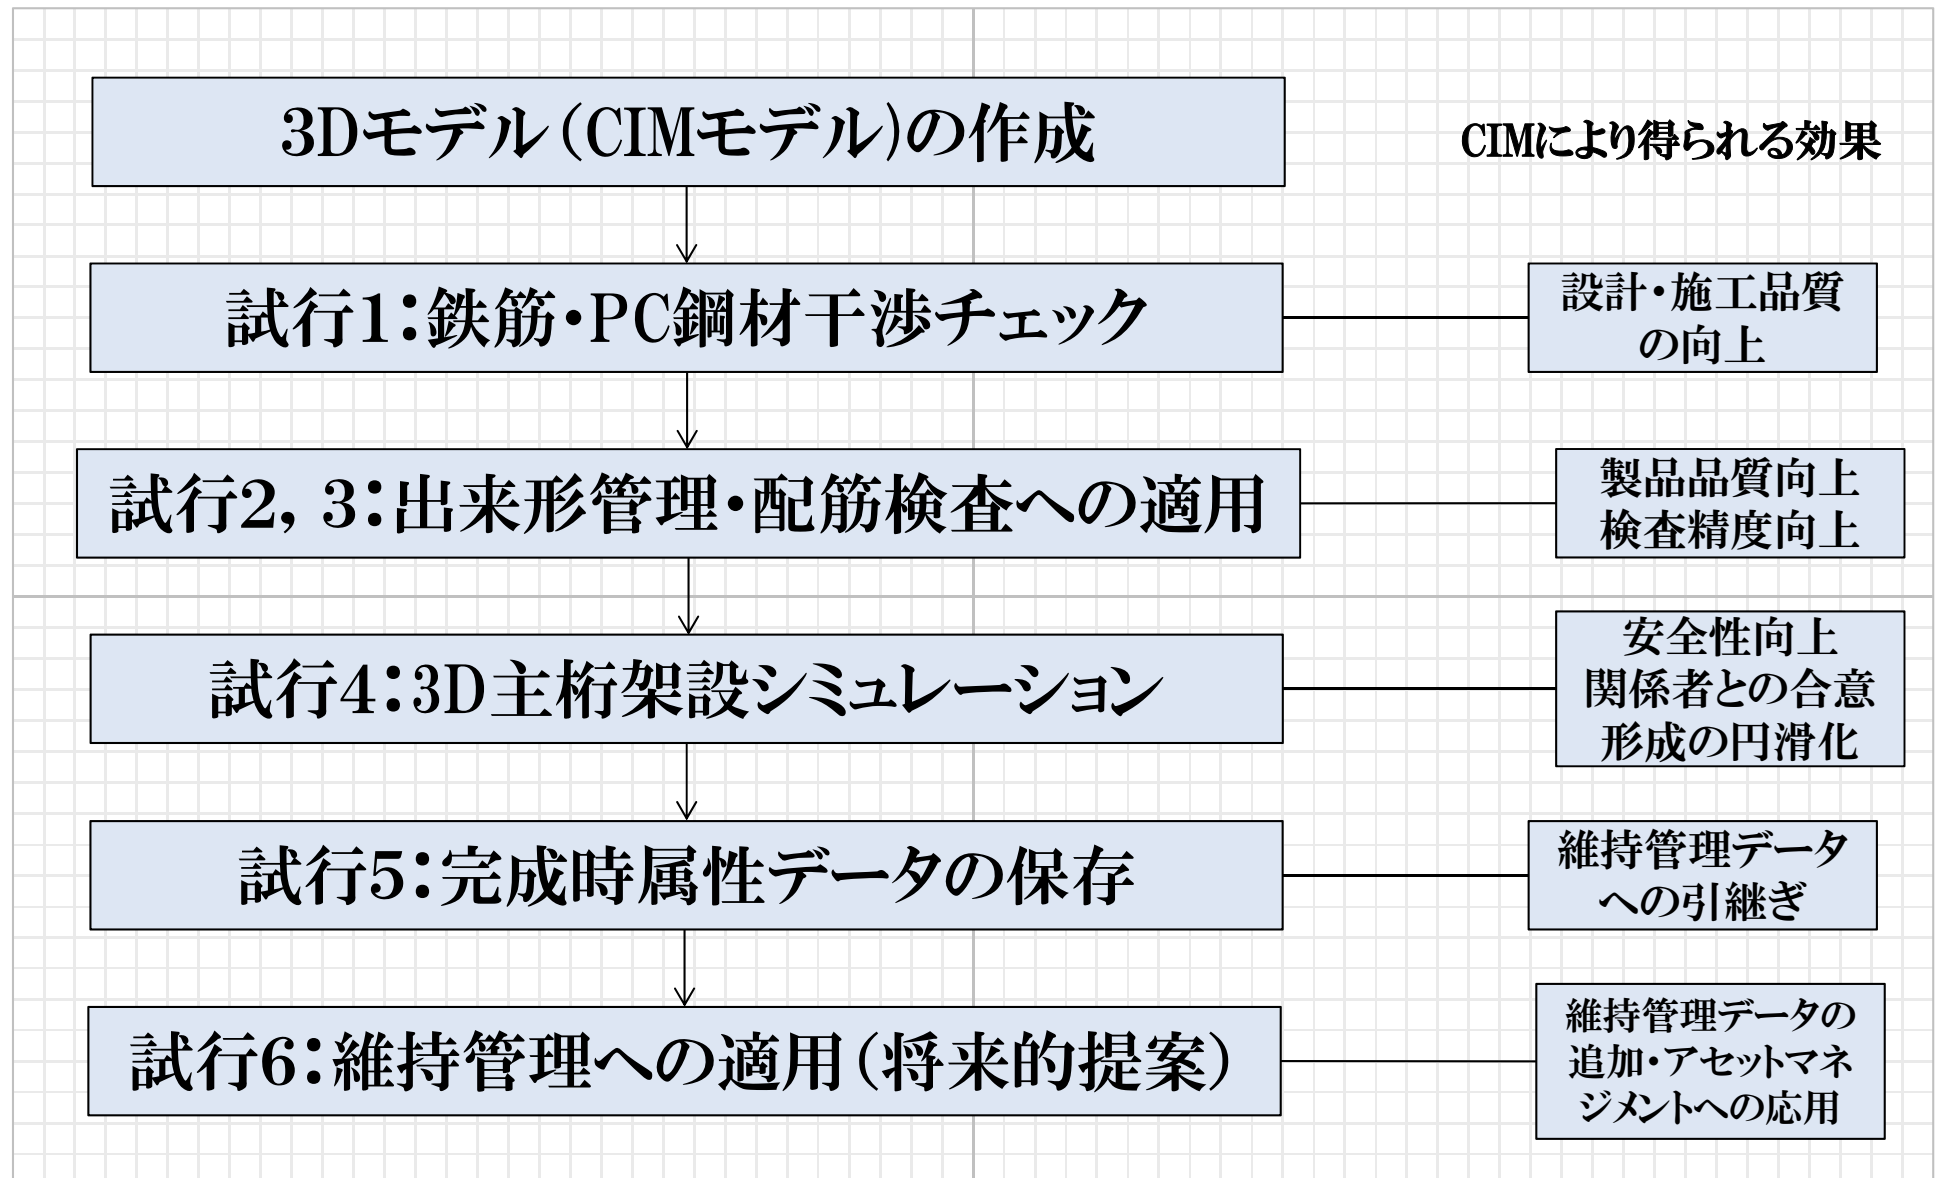 3Dモデル（CIMモデル)の作成
CIMにより得られる効果
試行1：鉄筋・PC鋼材干渉チェック
設計・施工品質
の向上
試行2，3：出来形管理・配筋検査への適用
製品品質向上
検査精度向上
試行4：3D主桁架設シミュレーション
安全性向上
関係者との合意
形成の円滑化
試行5：完成時属性データの保存
維持管理データ
への引継ぎ
試行6：維持管理への適用（将来的提案）
維持管理データの
追加・アセットマネ
ジメントへの応用